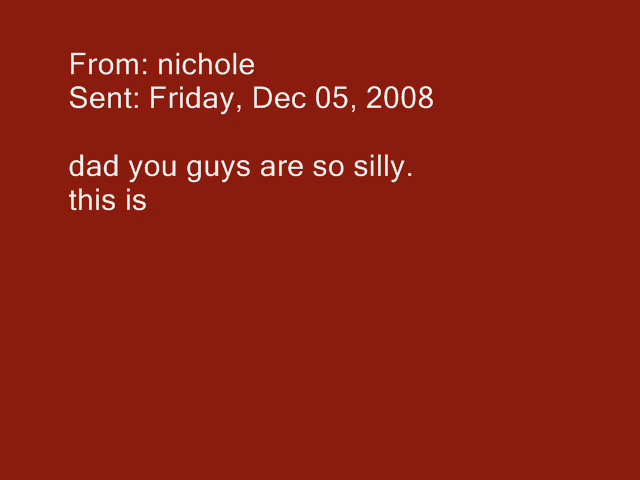 From: nichole
Sent: Friday, Dec 05, 2008
dad you guys are so silly.
this is